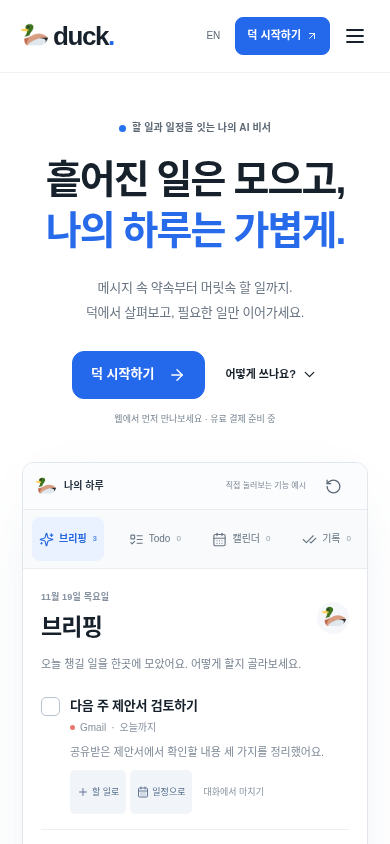 duck.
EN
덕 시작하기
할 일과 일정을 잇는 나의 AI 비서
흩어진 일은 모으고,
나의 하루는 가볍게.
메시지 속 약속부터 머릿속 할 일까지.
덕에서 살펴보고, 필요한 일만 이어가세요.
덕 시작하기
어떻게 쓰나요?
웹에서 먼저 만나보세요 · 유료 결제 준비 중
나의 하루
직접 눌러보는 기능 예시
브리핑 3
Todo 0
캘린더 0
기록 0
11월 19일 목요일
브리핑
오늘 챙길 일을 한곳에 모았어요. 어떻게 할지 골라보세요.
다음 주 제안서 검토하기
Gmail · 오늘까지
공유받은 제안서에서 확인할 내용 세 가지를 정리했어요.
할 일로
일정으로
대화에서 마치기